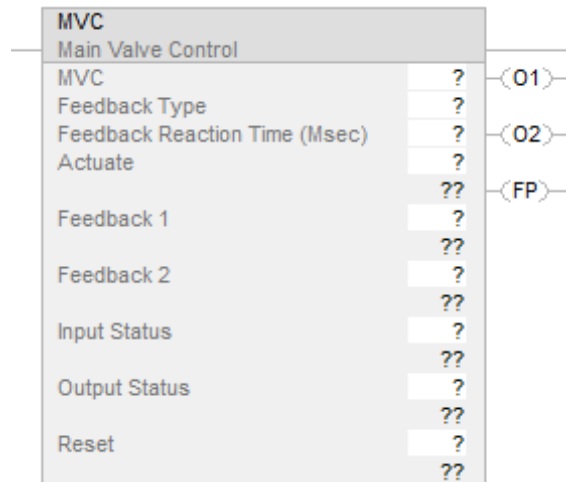 MVC
Main Valve Control
MVC ? (O1)
Feedback Type ?
Feedback Reaction Time (Msec) ? (O2)
Actuate ?
?? (FP)
Feedback 1 ?
??
Feedback 2 ?
??
Input Status ?
??
Output Status ?
??
Reset ?
??